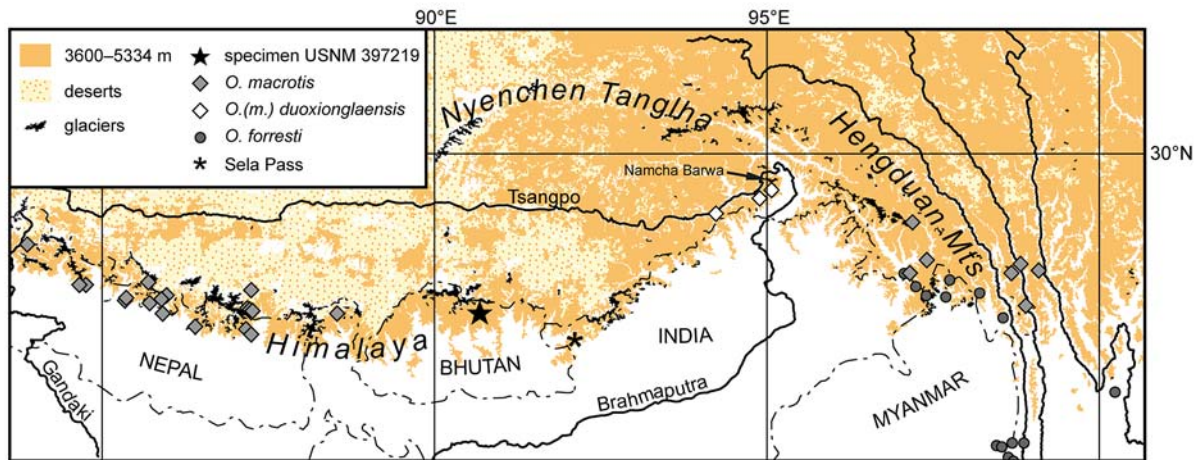 90°E
95°E
3600–5334 m
deserts
glaciers
specimen USNM 397219
O. macrotis
O.(m.) duoxionglaensis
O. forresti
Sela Pass
Nyenchen Tanglha
Hengduan Mts
30°N
Namcha Barwa
Tsangpo
Himalaya
NEPAL
BHUTAN
INDIA
Gandaki
Brahmaputra
MYANMAR